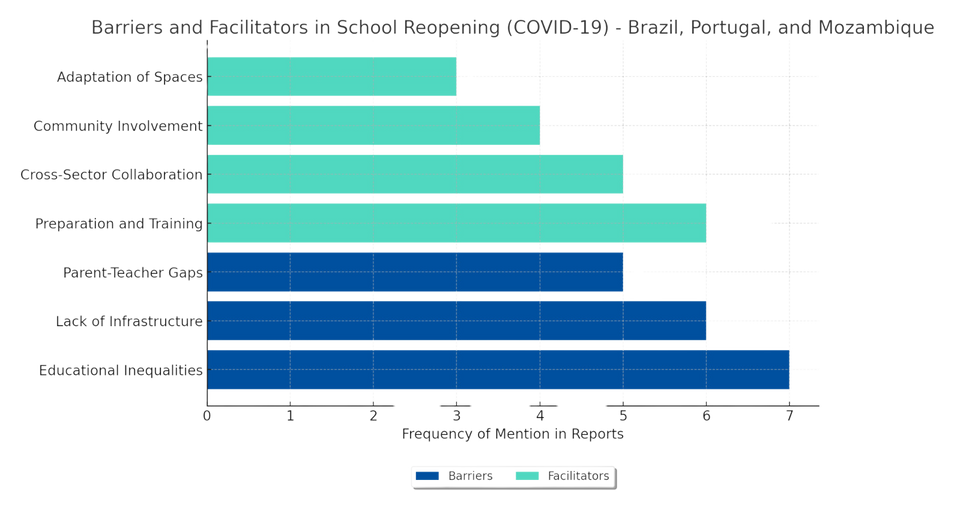 Barriers and Facilitators in School Reopening (COVID-19) - Brazil, Portugal, and Mozambique
Adaptation of Spaces
Community Involvement
Cross-Sector Collaboration
Preparation and Training
Parent-Teacher Gaps
Lack of Infrastructure
Educational Inequalities
0 1 2 3 4 5 6 7
Frequency of Mention in Reports
Barriers Facilitators